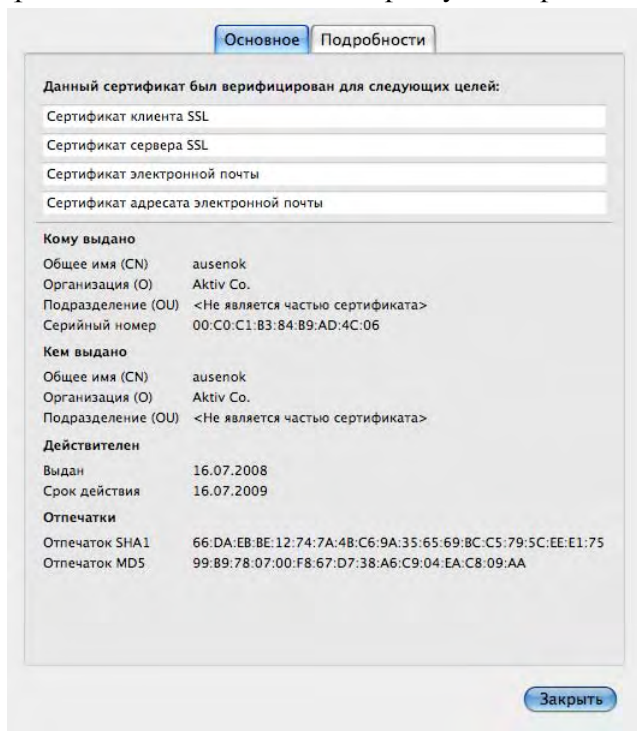 Основное Подробности
Данный сертификат был верифицирован для следующих целей:
Сертификат клиента SSL
Сертификат сервера SSL
Сертификат электронной почты
Сертификат адресата электронной почты
Кому выдано
Общее имя (CN) ausenok
Организация (O) Aktiv Co.
Подразделение (OU) <Не является частью сертификата>
Серийный номер 00:C0:C1:B3:84:B9:AD:4C:06
Кем выдано
Общее имя (CN) ausenok
Организация (O) Aktiv Co.
Подразделение (OU) <Не является частью сертификата>
Действителен
Выдан 16.07.2008
Срок действия 16.07.2009
Отпечатки
Отпечаток SHA1 66:DA:EB:BE:12:74:7A:4B:C6:9A:35:65:69:BC:C5:79:5C:EE:E1:75
Отпечаток MD5 99:B9:78:07:00:F8:67:D7:38:A6:C9:04:EA:C8:09:AA
Закрыть